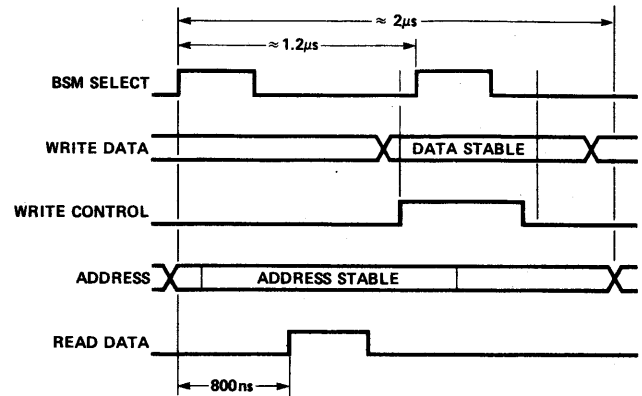 ≈ 2µs
≈ 1.2µs
BSM SELECT
WRITE DATA
DATA STABLE
WRITE CONTROL
ADDRESS
ADDRESS STABLE
READ DATA
800ns